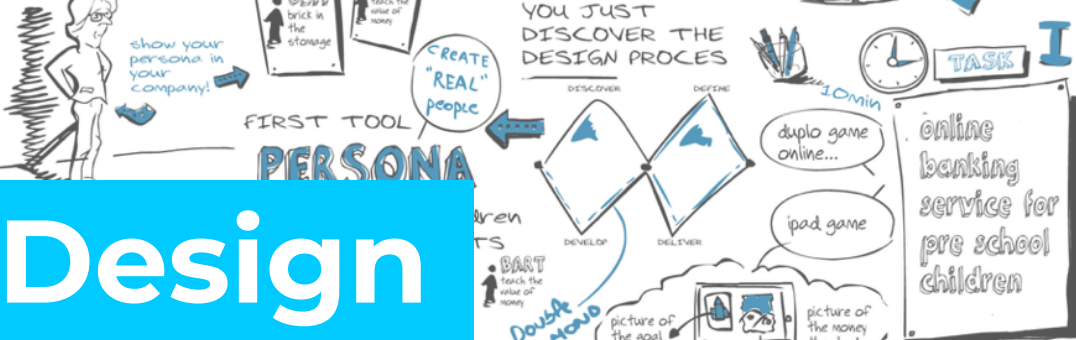 brick in
the
stomage
teach the
value of
money
show your
persona in
your
company!
CREATE
"REAL"
people
FIRST TOOL
PERSONA
Design
YOU JUST
DISCOVER THE
DESIGN PROCES
DISCOVER
DEFINE
DEVELOP
DELIVER
BART
teach the
value of
money
DOUBLE
10min
TASK
I
duplo game
online...
ipad game
picture of
the goal
picture of
the money
online
banking
service for
pre school
children